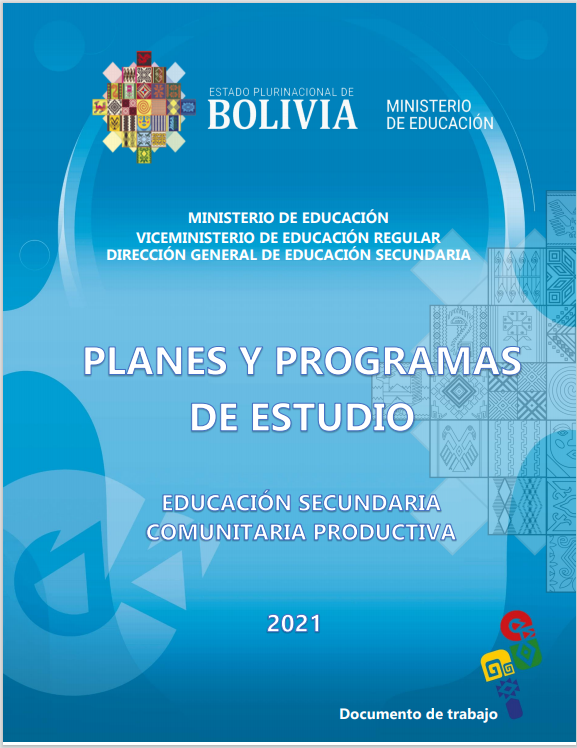 ESTADO PLURINACIONAL DE
BOLIVIA
MINISTERIO
DE EDUCACIÓN
MINISTERIO DE EDUCACIÓN
VICEMINISTERIO DE EDUCACIÓN REGULAR
DIRECCIÓN GENERAL DE EDUCACIÓN SECUNDARIA
PLANES Y PROGRAMAS
DE ESTUDIO
EDUCACIÓN SECUNDARIA
COMUNITARIA PRODUCTIVA
2021
Documento de trabajo